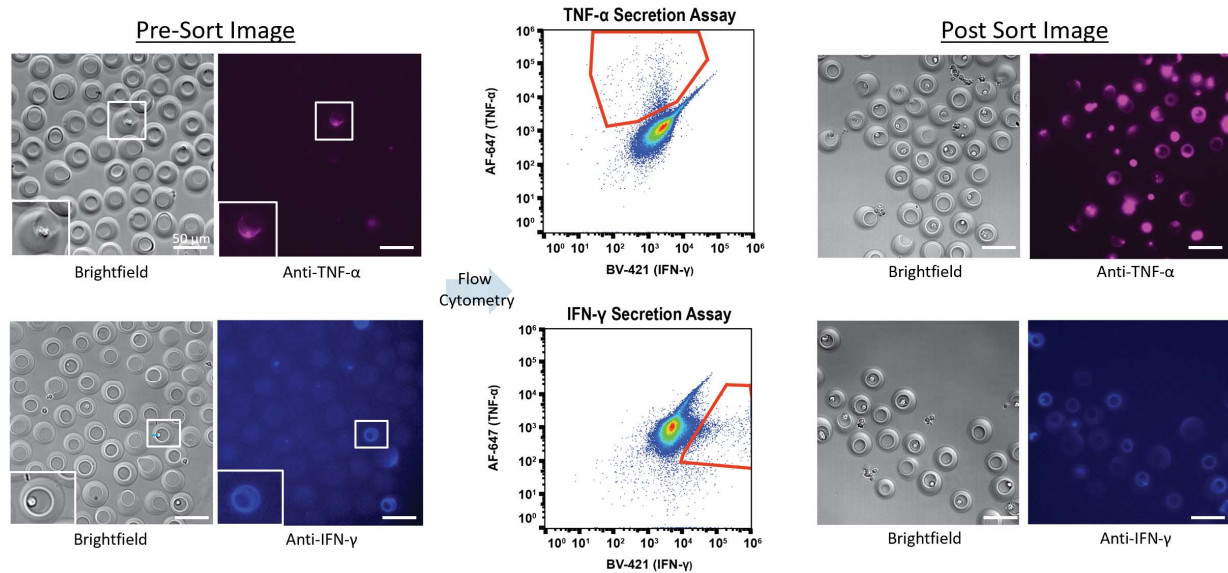 Pre-Sort Image
50 µm
Brightfield
Anti-TNF-α
Brightfield
Anti-IFN-γ
Flow
Cytometry
TNF-α Secretion Assay
AF-647 (TNF-α)
10⁶
10⁵
10⁴
10³
10²
10¹
10⁰
10⁰ 10¹ 10² 10³ 10⁴ 10⁵ 10⁶
BV-421 (IFN-γ)
IFN-γ Secretion Assay
AF-647 (TNF-α)
10⁶
10⁵
10⁴
10³
10²
10¹
10⁰
10⁰ 10¹ 10² 10³ 10⁴ 10⁵ 10⁶
BV-421 (IFN-γ)
Post Sort Image
Brightfield
Anti-TNF-α
Brightfield
Anti-IFN-γ